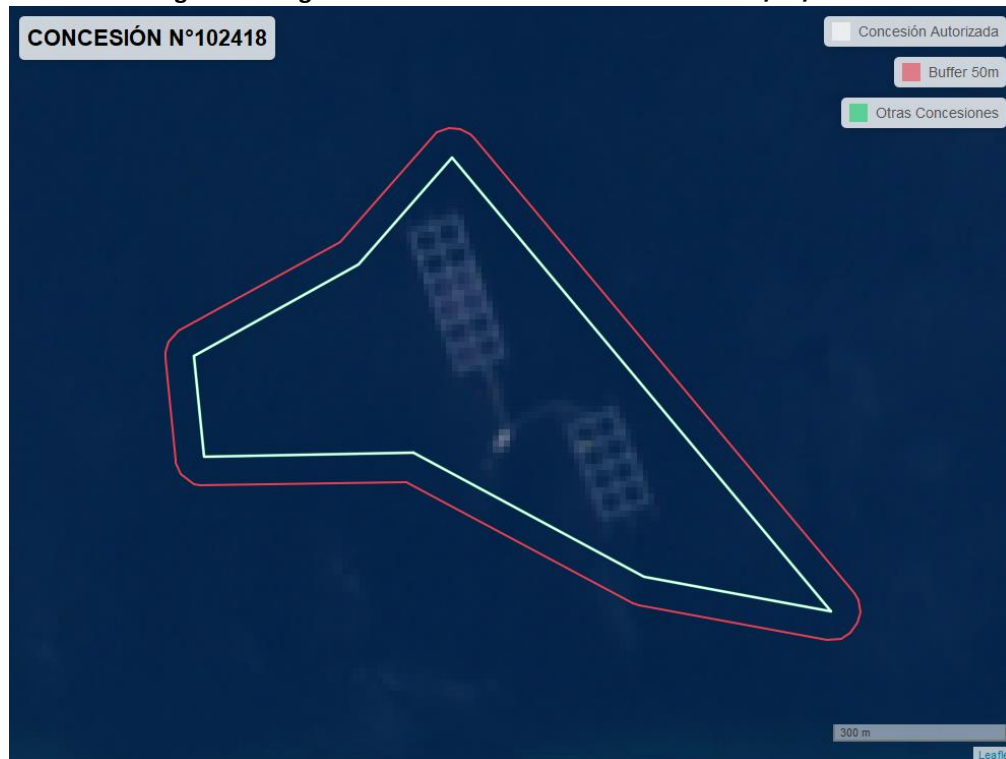 CONCESIÓN N°102418
Concesión Autorizada
Buffer 50m
Otras Concesiones
300 m